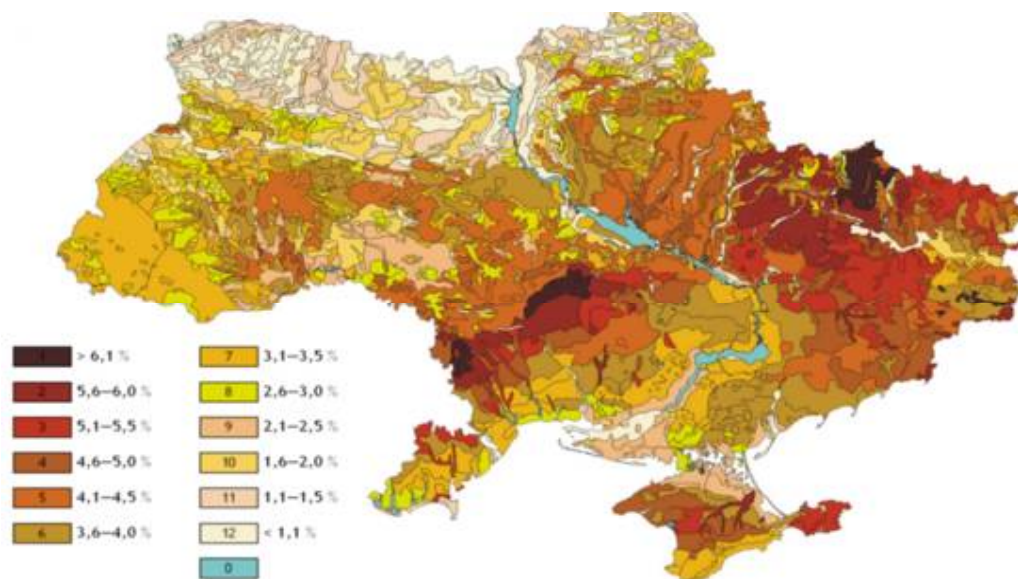 1 > 6,1 %
2 5,6–6,0 %
3 5,1–5,5 %
4 4,6–5,0 %
5 4,1–4,5 %
6 3,6–4,0 %
7 3,1–3,5 %
8 2,6–3,0 %
9 2,1–2,5 %
10 1,6–2,0 %
11 1,1–1,5 %
12 < 1,1 %
0